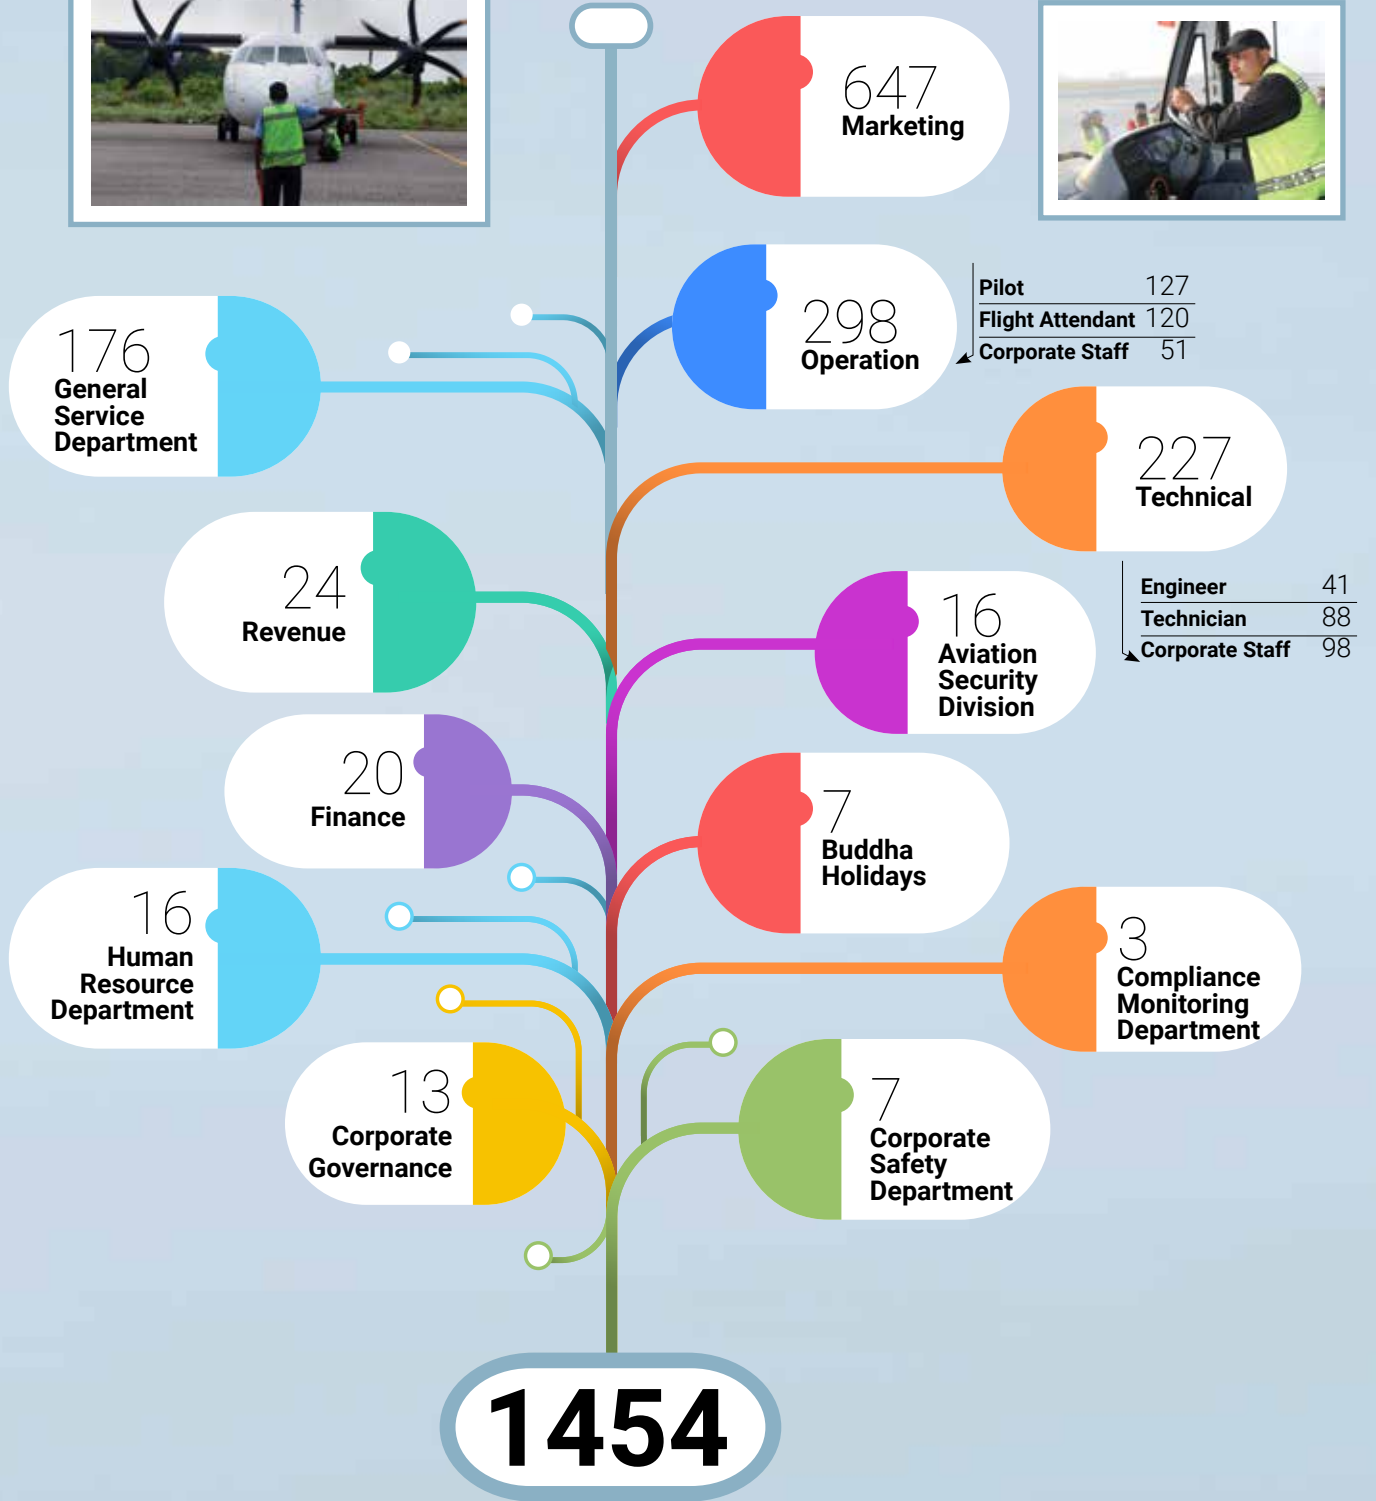 647
Marketing
298
Operation
Pilot 127
Flight Attendant 120
Corporate Staff 51
176
General
Service
Department
227
Technical
Engineer 41
Technician 88
Corporate Staff 98
24
Revenue
16
Aviation
Security
Division
20
Finance
7
Buddha
Holidays
16
Human
Resource
Department
3
Compliance
Monitoring
Department
13
Corporate
Governance
7
Corporate
Safety
Department
1454